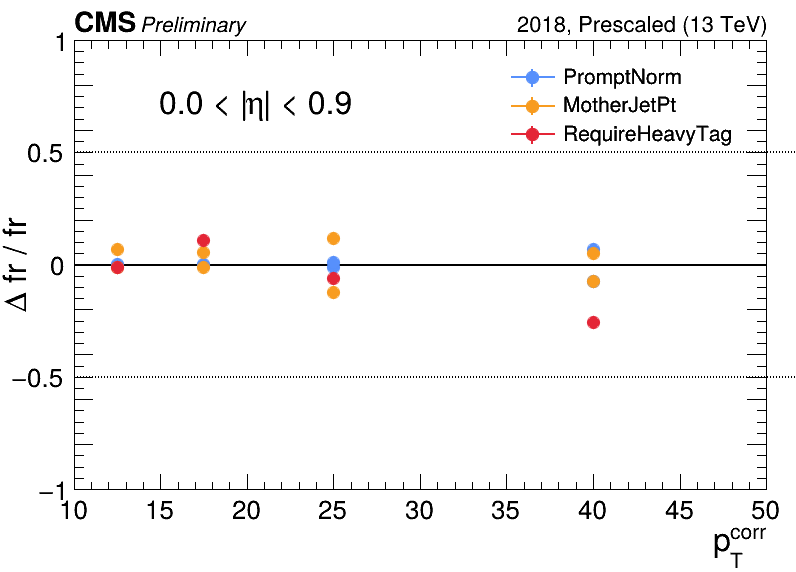 CMS Preliminary 2018, Prescaled (13 TeV)
0.0 < |η| < 0.9
PromptNorm
MotherJetPt
RequireHeavyTag
Δ fr / fr
1
0.5
0
−0.5
−1
10 15 20 25 30 35 40 45 50
p_T^corr